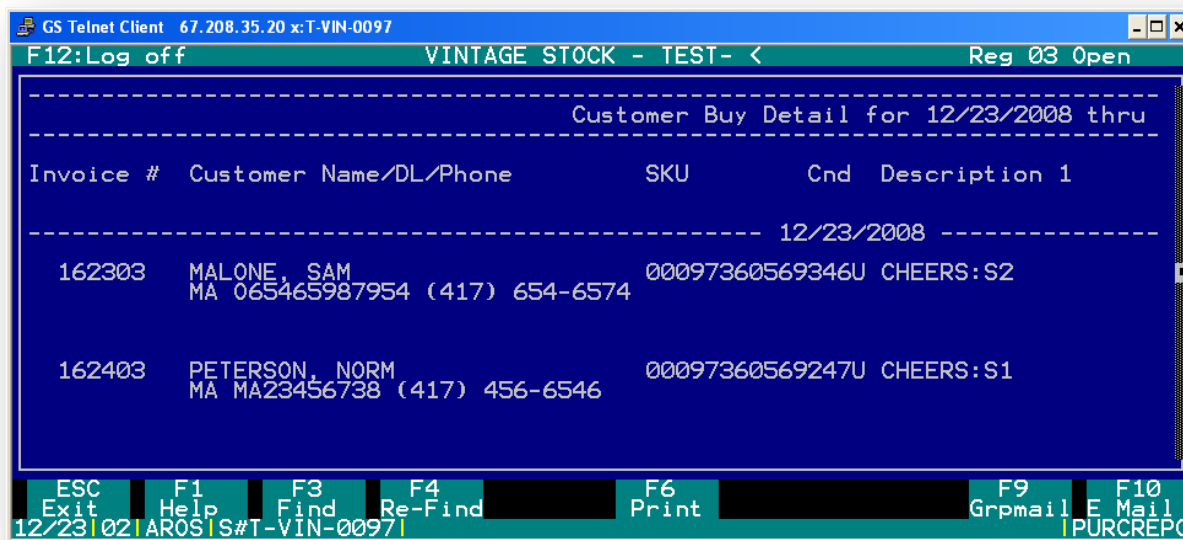 GS Telnet Client 67.208.35.20 x:T-VIN-0097
F12:Log off VINTAGE STOCK - TEST- < Reg 03 Open
Customer Buy Detail for 12/23/2008 thru
Invoice # Customer Name/DL/Phone SKU Cnd Description 1
12/23/2008
162303 MALONE, SAM 00097360569346U CHEERS:S2
MA 065465987954 (417) 654-6574
162403 PETERSON, NORM 00097360569247U CHEERS:S1
MA MA23456738 (417) 456-6546
ESC F1 F3 F4 F6 F9 F10
Exit Help Find Re-Find Print Grpmail E Mail
12/23|02|AROS|S#T-VIN-0097| |PURCREPO